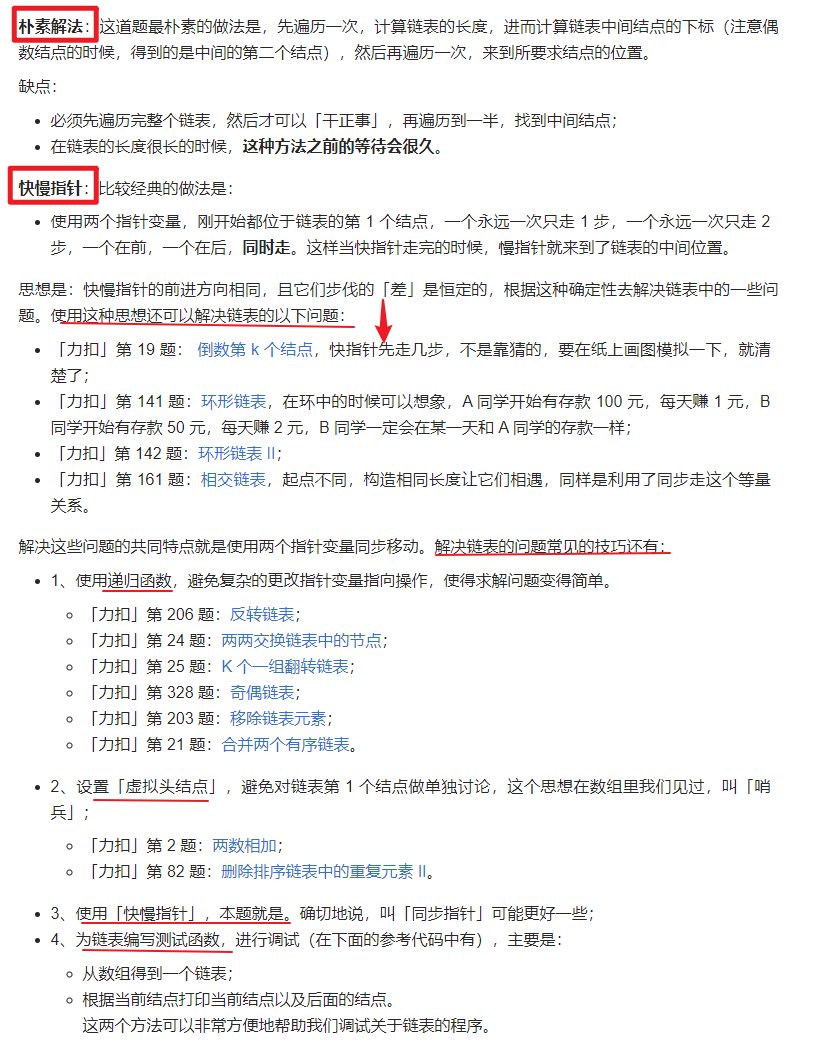 朴素解法：这道题最朴素的做法是，先遍历一次，计算链表的长度，进而计算链表中间结点的下标（注意偶
数结点的时候，得到的是中间的第二个结点），然后再遍历一次，来到所要求结点的位置。
缺点：
• 必须先遍历完整个链表，然后才可以「干正事」，再遍历到一半，找到中间结点；
• 在链表的长度很长的时候，这种方法之前的等待会很久。
快慢指针：比较经典的做法是：
• 使用两个指针变量，刚开始都位于链表的第 1 个结点，一个永远一次只走 1 步，一个永远一次只走 2
步，一个在前，一个在后，同时走。这样当快指针走完的时候，慢指针就来到了链表的中间位置。
思想是：快慢指针的前进方向相同，且它们步伐的「差」是恒定的，根据这种确定性去解决链表中的一些问
题。使用这种思想还可以解决链表的以下问题：
• 「力扣」第 19 题： 倒数第 k 个结点，快指针先走几步，不是靠猜的，要在纸上画图模拟一下，就清
楚了；
• 「力扣」第 141 题：环形链表，在环中的时候可以想象，A 同学开始有存款 100 元，每天赚 1 元，B
同学开始有存款 50 元，每天赚 2 元，B 同学一定会在某一天和 A 同学的存款一样；
• 「力扣」第 142 题：环形链表 II；
• 「力扣」第 161 题：相交链表，起点不同，构造相同长度让它们相遇，同样是利用了同步走这个等量
关系。
解决这些问题的共同特点就是使用两个指针变量同步移动。解决链表的问题常见的技巧还有：
• 1、使用递归函数，避免复杂的更改指针变量指向操作，使得求解问题变得简单。
◦ 「力扣」第 206 题：反转链表；
◦ 「力扣」第 24 题：两两交换链表中的节点；
◦ 「力扣」第 25 题：K 个一组翻转链表；
◦ 「力扣」第 328 题：奇偶链表；
◦ 「力扣」第 203 题：移除链表元素；
◦ 「力扣」第 21 题：合并两个有序链表。
• 2、设置「虚拟头结点」，避免对链表第 1 个结点做单独讨论，这个思想在数组里我们见过，叫「哨
兵」；
◦ 「力扣」第 2 题：两数相加；
◦ 「力扣」第 82 题：删除排序链表中的重复元素 II。
• 3、使用「快慢指针」，本题就是。确切地说，叫「同步指针」可能更好一些；
• 4、为链表编写测试函数，进行调试（在下面的参考代码中有），主要是：
◦ 从数组得到一个链表；
◦ 根据当前结点打印当前结点以及后面的结点。
这两个方法可以非常方便地帮助我们调试关于链表的程序。